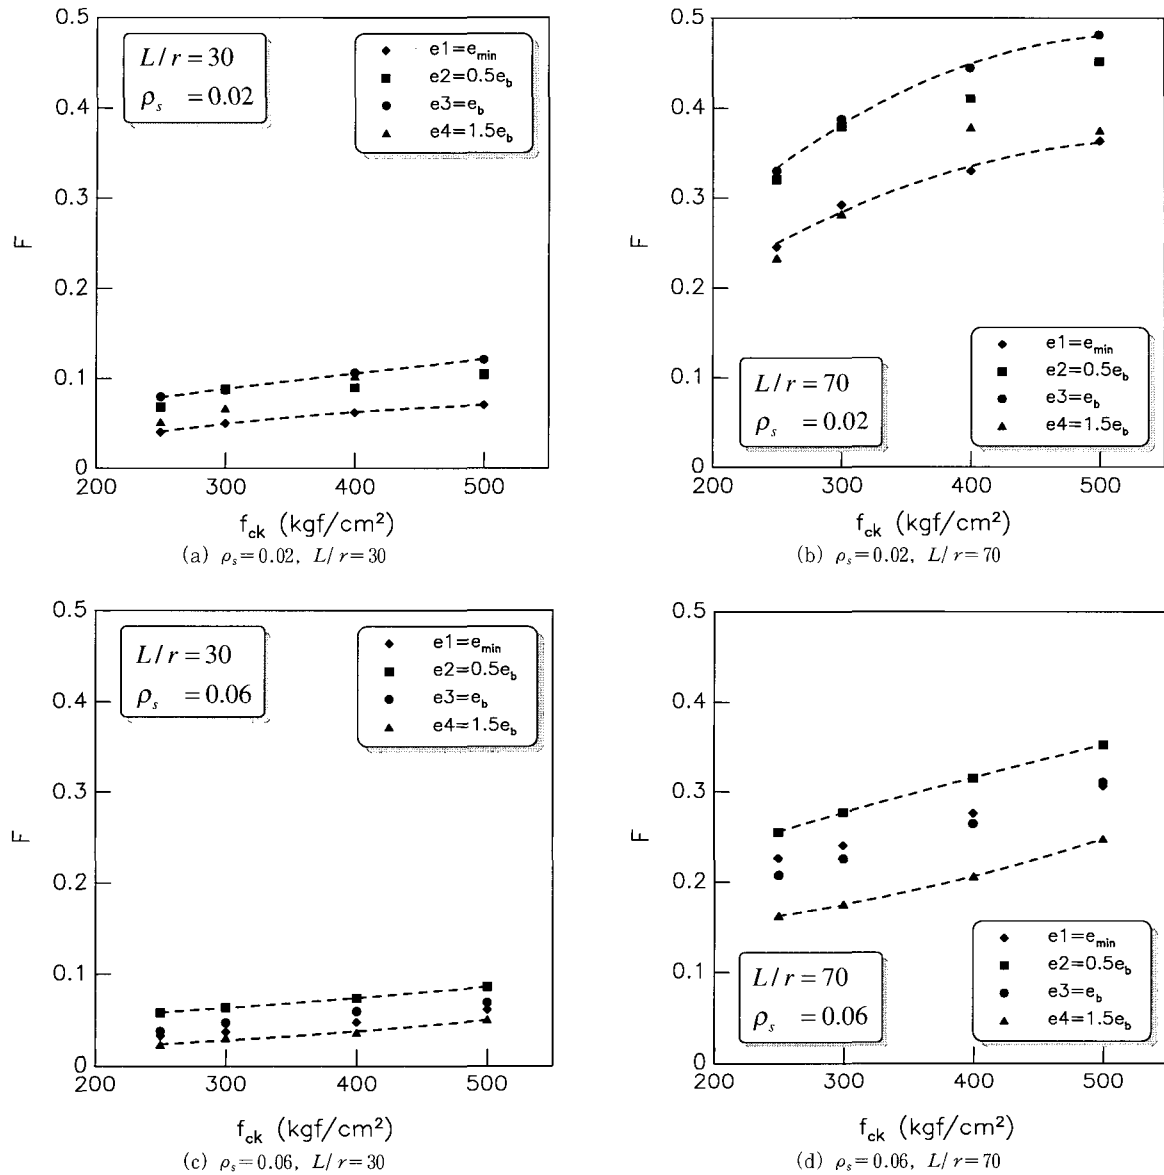 0.5
L/r=30
ρs =0.02
e1=emin
e2=0.5eb
e3=eb
e4=1.5eb
0.4
0.3
F
0.2
0.1
0
200 300 400 500
fck (kgf/cm²)
(a) ρs=0.02, L/r=30
0.5
0.4
0.3
F
0.2
0.1
0
e1=emin
e2=0.5eb
e3=eb
e4=1.5eb
L/r=70
ρs =0.02
200 300 400 500
fck (kgf/cm²)
(b) ρs=0.02, L/r=70
0.5
L/r=30
ρs =0.06
e1=emin
e2=0.5eb
e3=eb
e4=1.5eb
0.4
0.3
F
0.2
0.1
0
200 300 400 500
fck (kgf/cm²)
(c) ρs=0.06, L/r=30
0.5
0.4
0.3
F
0.2
0.1
0
e1=emin
e2=0.5eb
e3=eb
e4=1.5eb
L/r=70
ρs =0.06
200 300 400 500
fck (kgf/cm²)
(d) ρs=0.06, L/r=70